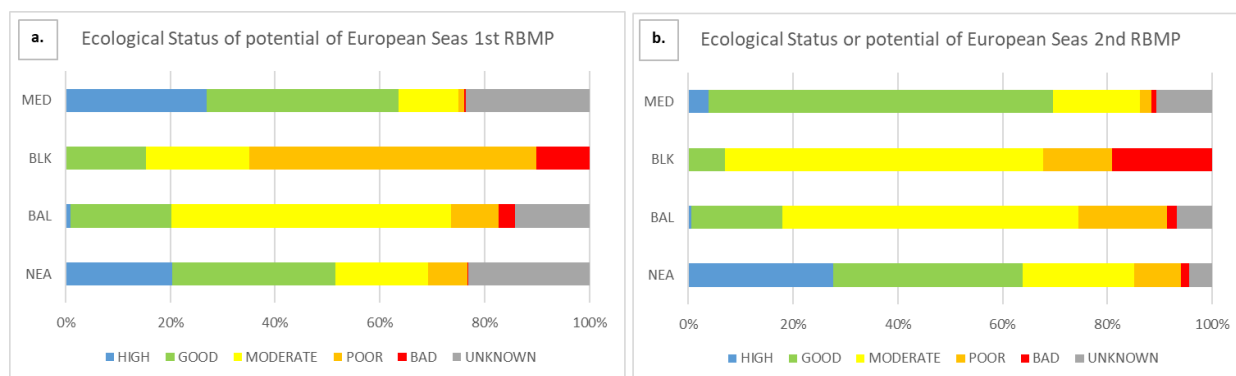 a.
Ecological Status of potential of European Seas 1st RBMP
MED
BLK
BAL
NEA
0% 20% 40% 60% 80% 100%
HIGH GOOD MODERATE POOR BAD UNKNOWN
b.
Ecological Status or potential of European Seas 2nd RBMP
MED
BLK
BAL
NEA
0% 20% 40% 60% 80% 100%
HIGH GOOD MODERATE POOR BAD UNKNOWN